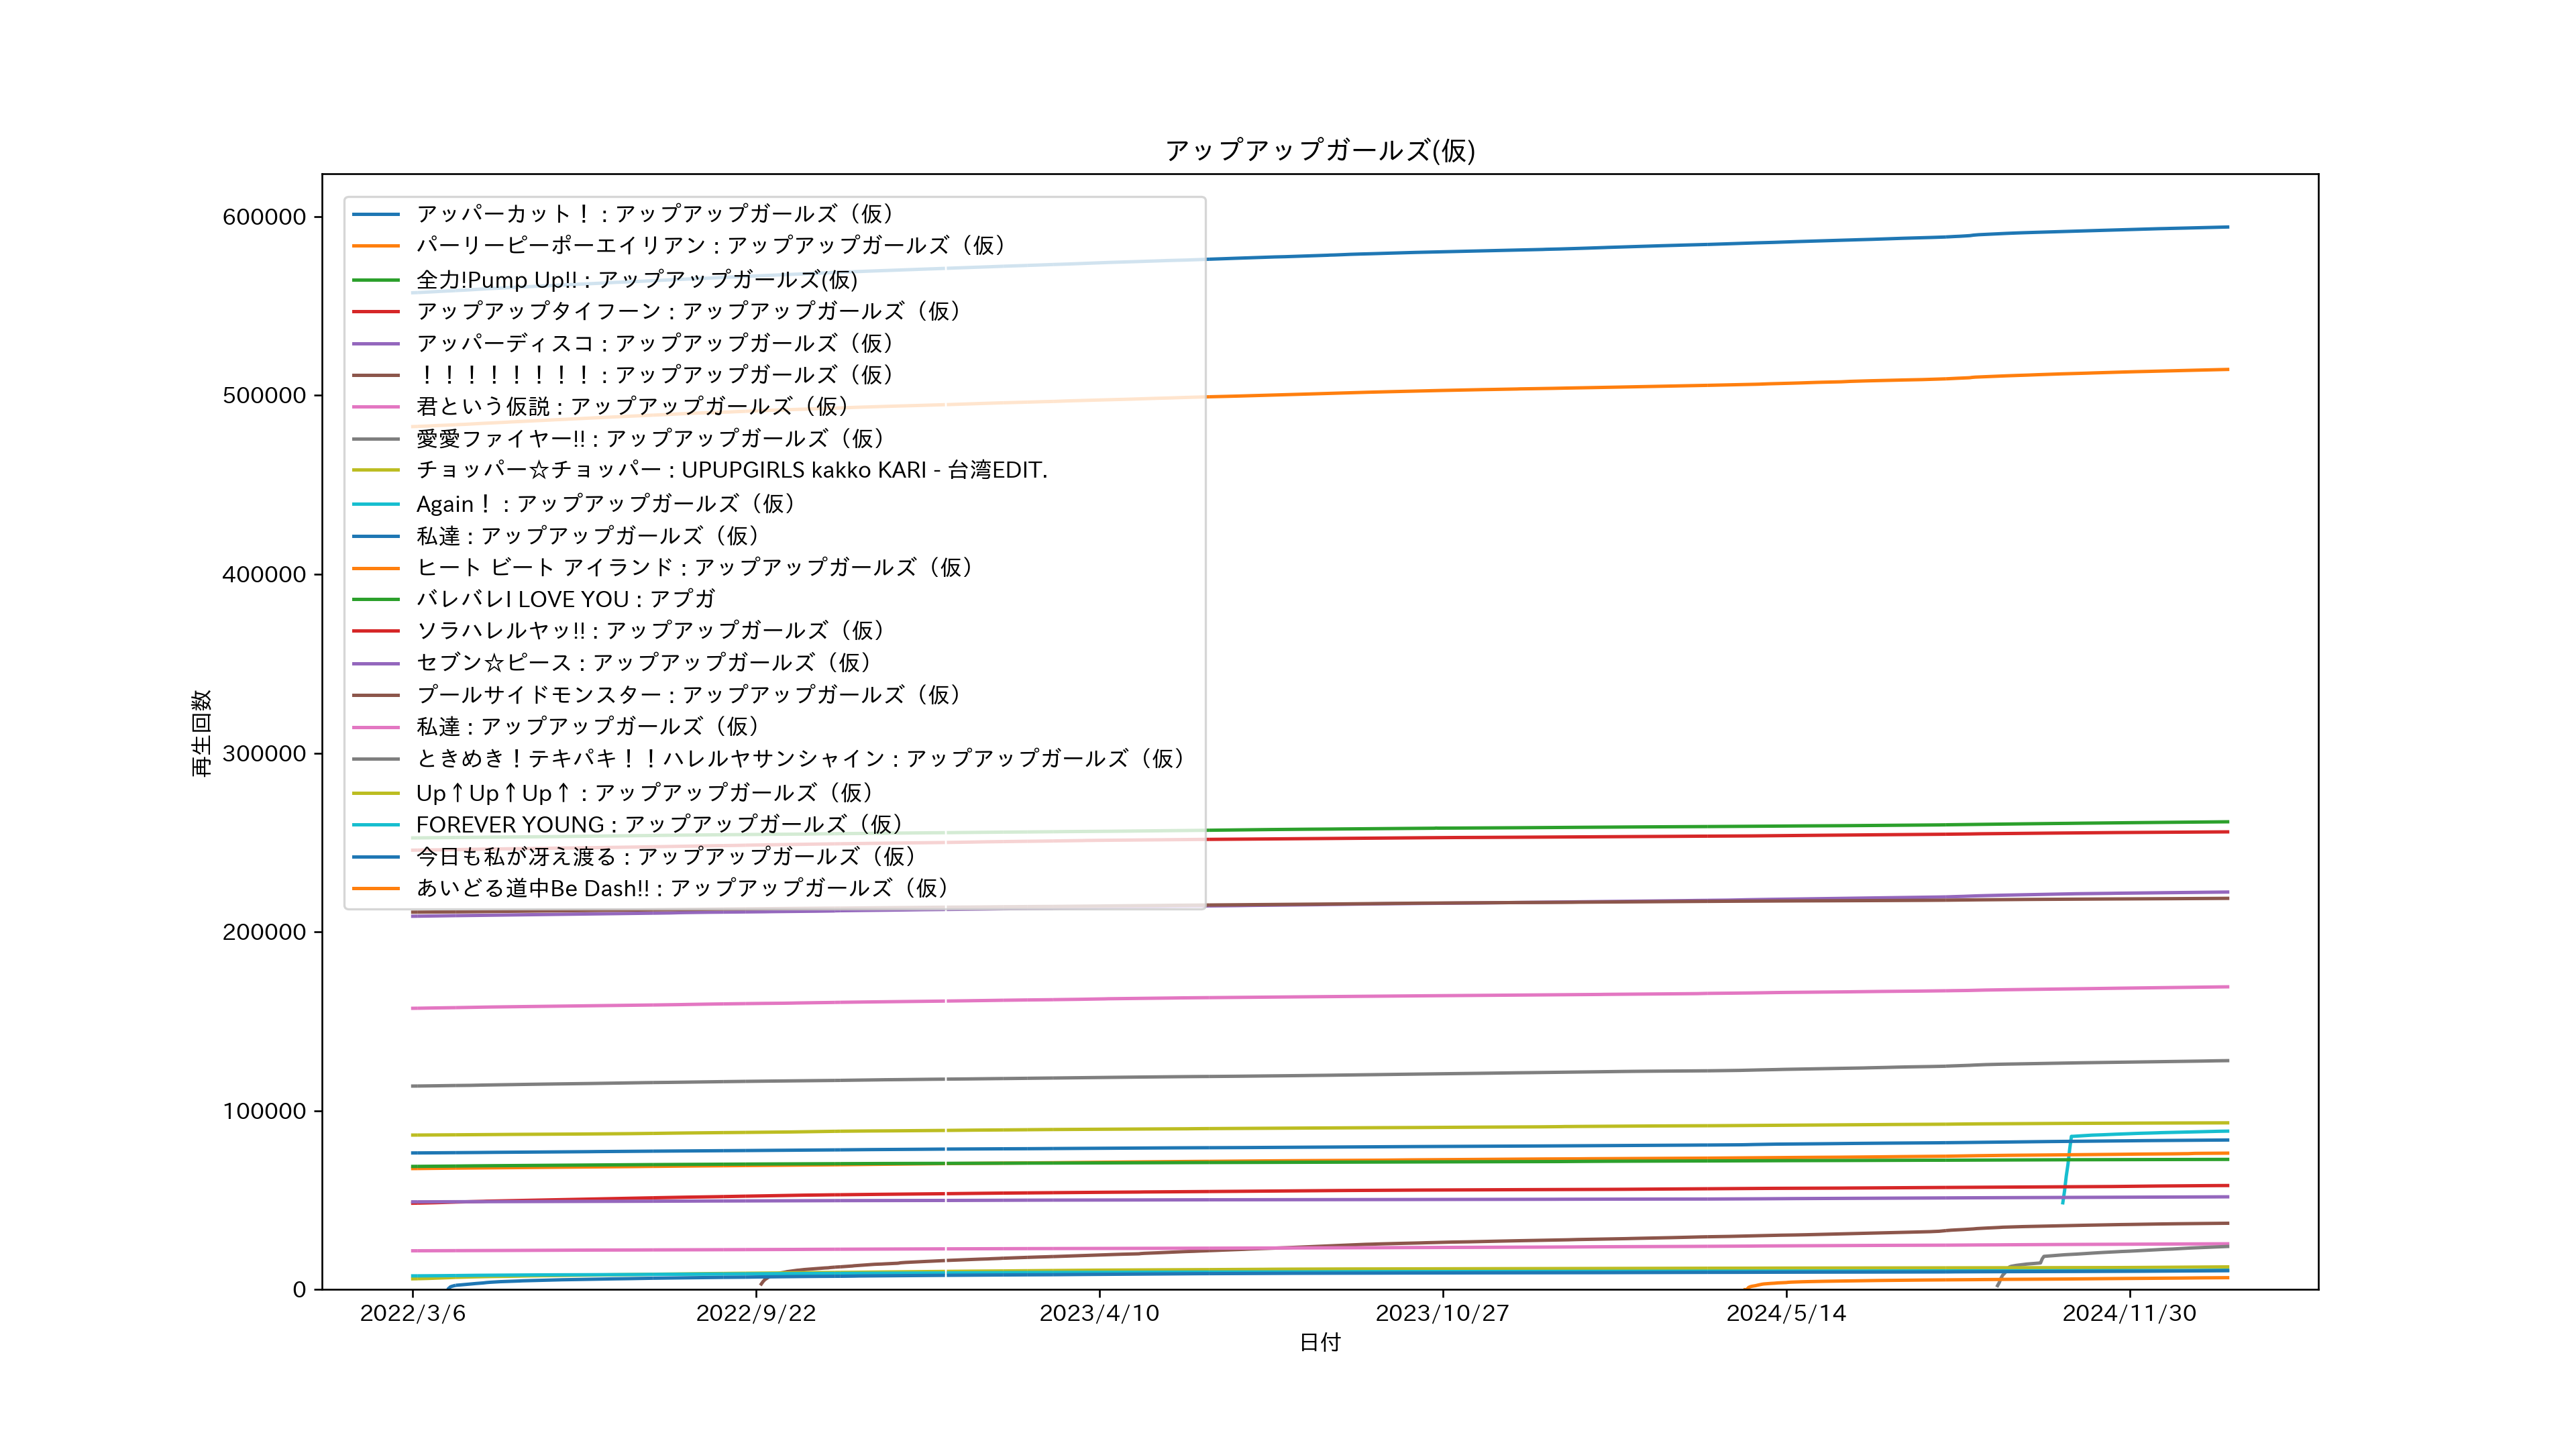 アップアップガールズ(仮)
600000
500000
400000
300000
200000
100000
0
再生回数
アッパーカット！ : アップアップガールズ（仮）
パーリーピーポーエイリアン : アップアップガールズ（仮）
全力!Pump Up!! : アップアップガールズ(仮)
アップアップタイフーン : アップアップガールズ（仮）
アッパーディスコ : アップアップガールズ（仮）
！！！！！！！！ : アップアップガールズ（仮）
君という仮説 : アップアップガールズ（仮）
愛愛ファイヤー!! : アップアップガールズ（仮）
チョッパー☆チョッパー : UPUPGIRLS kakko KARI - 台湾EDIT.
Again！ : アップアップガールズ（仮）
私達 : アップアップガールズ（仮）
ヒート ビート アイランド : アップアップガールズ（仮）
バレバレI LOVE YOU : アプガ
ソラハレルヤッ!! : アップアップガールズ（仮）
セブン☆ピース : アップアップガールズ（仮）
プールサイドモンスター : アップアップガールズ（仮）
私達 : アップアップガールズ（仮）
ときめき！テキパキ！！ハレルヤサンシャイン : アップアップガールズ（仮）
Up↑Up↑Up↑ : アップアップガールズ（仮）
FOREVER YOUNG : アップアップガールズ（仮）
今日も私が冴え渡る : アップアップガールズ（仮）
あいどる道中Be Dash!! : アップアップガールズ（仮）
2022/3/6 2022/9/22 2023/4/10 2023/10/27 2024/5/14 2024/11/30
日付